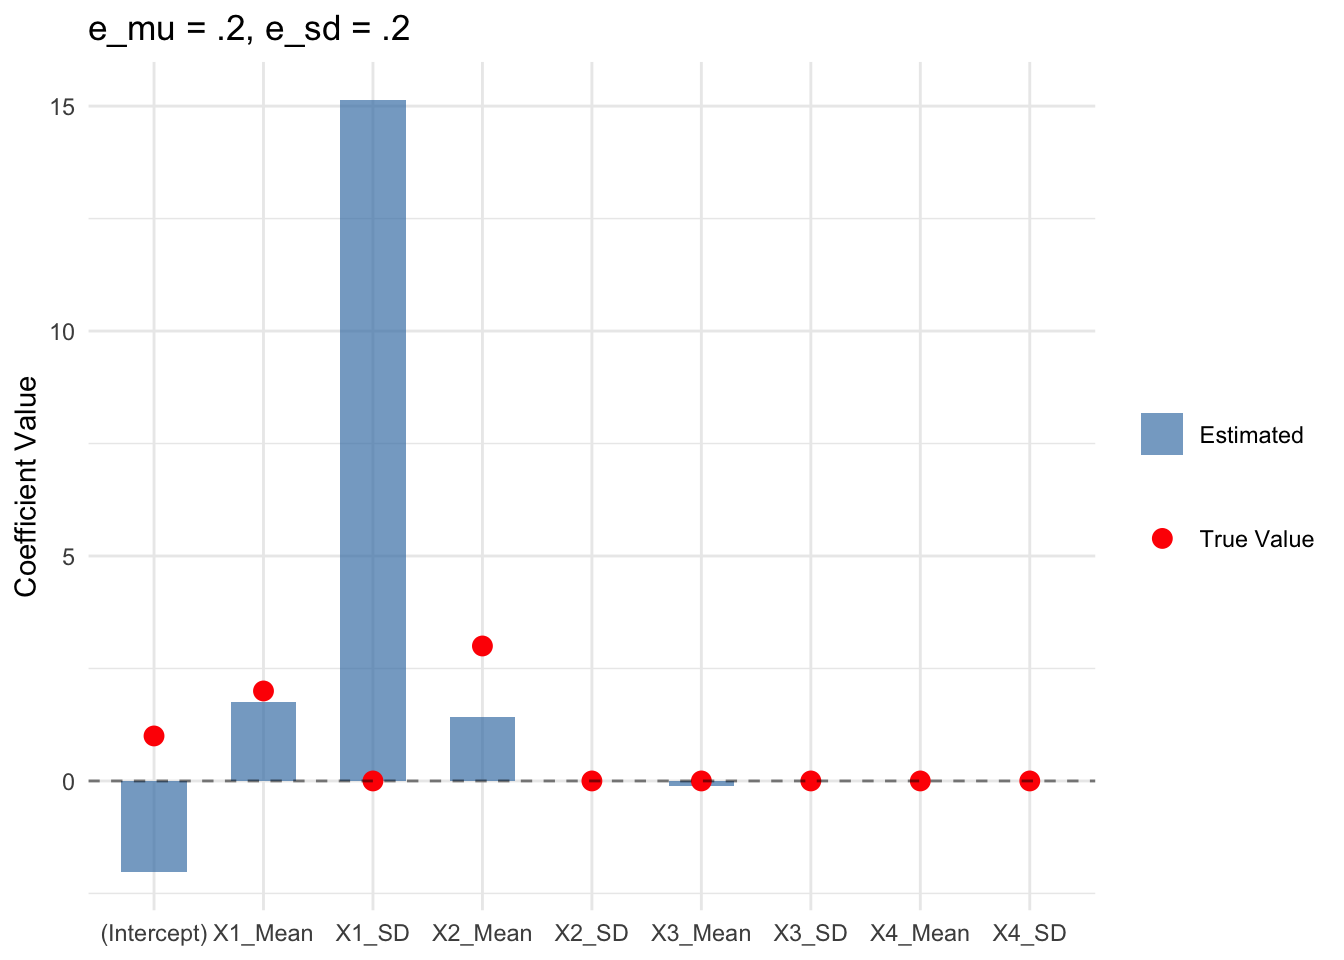 e_mu = .2, e_sd = .2
15
10
5
0
Coefficient Value
(Intercept) X1_Mean X1_SD X2_Mean X2_SD X3_Mean X3_SD X4_Mean X4_SD
Estimated
True Value